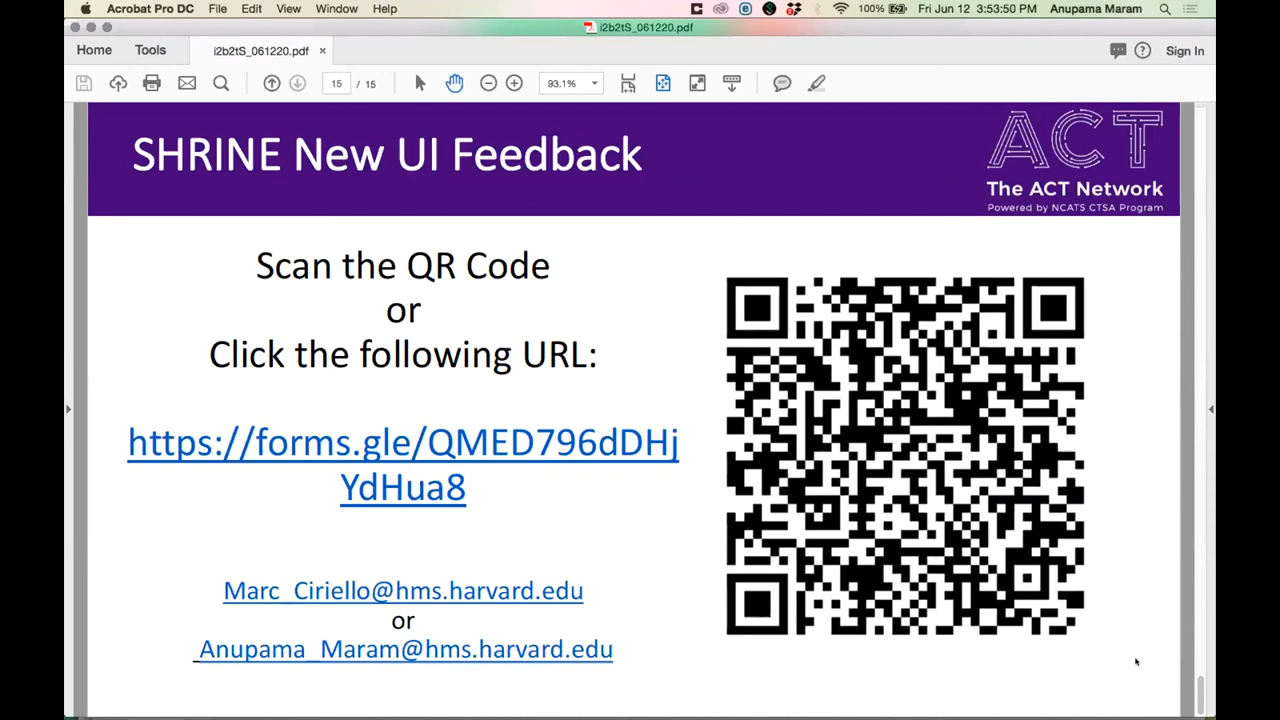 Acrobat Pro DC File Edit View Window Help 100% Fri Jun 12 3:53:50 PM Anupama Maram
i2b2tS_061220.pdf
Home Tools i2b2tS_061220.pdf × Sign In
15 / 15 93.1%
SHRINE New UI Feedback
ACT
The ACT Network
Powered by NCATS CTSA Program
Scan the QR Code
or
Click the following URL:
https://forms.gle/QMED796dDHj
YdHua8
Marc_Ciriello@hms.harvard.edu
or
_Anupama_Maram@hms.harvard.edu